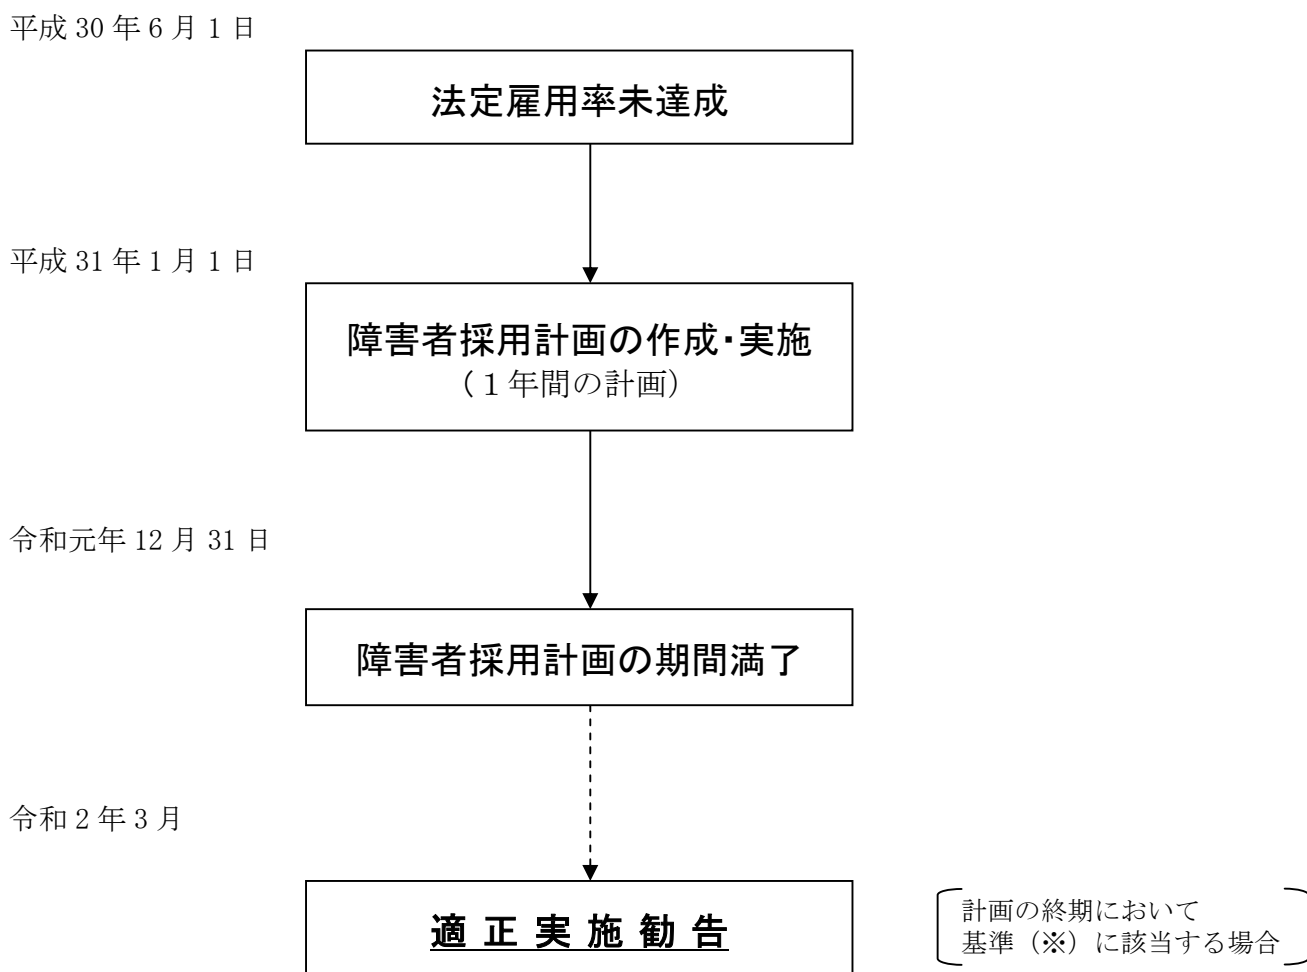 平成 30 年 6 月 1 日
法定雇用率未達成
平成 31 年 1 月 1 日
障害者採用計画の作成・実施
（１年間の計画）
令和元年 12 月 31 日
障害者採用計画の期間満了
令和 2 年 3 月
適 正 実 施 勧 告
計画の終期において
基準（※）に該当する場合